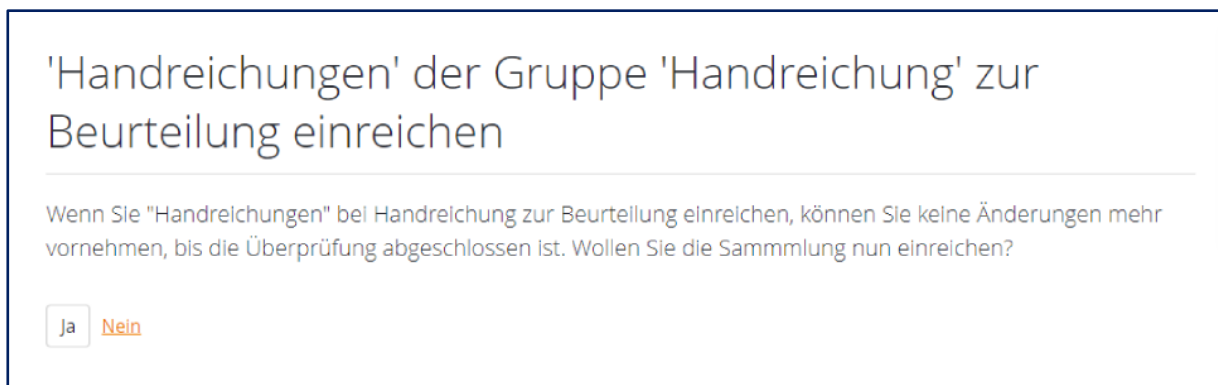 'Handreichungen' der Gruppe 'Handreichung' zur
Beurteilung einreichen
Wenn Sie "Handreichungen" bei Handreichung zur Beurteilung einreichen, können Sie keine Änderungen mehr
vornehmen, bis die Überprüfung abgeschlossen ist. Wollen Sie die Sammmlung nun einreichen?
Ja Nein